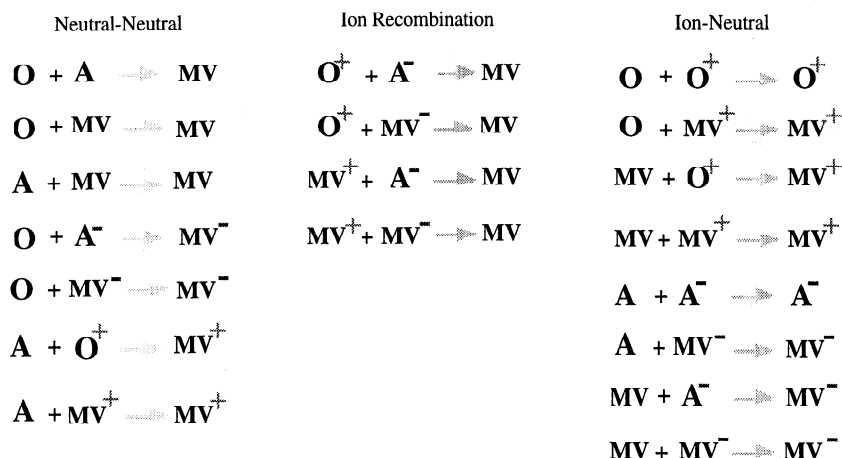 Neutral-Neutral
O + A → MV
O + MV → MV
A + MV → MV
O + A⁻ → MV⁻
O + MV⁻ → MV⁻
A + O⁺ → MV⁺
A + MV⁺ → MV⁺
Ion Recombination
O⁺ + A⁻ → MV
O⁺ + MV⁻ → MV
MV⁺ + A⁻ → MV
MV⁺ + MV⁻ → MV
Ion-Neutral
O + O⁺ → O⁺
O + MV⁺ → MV⁺
MV + O⁺ → MV⁺
MV + MV⁺ → MV⁺
A + A⁻ → A⁻
A + MV⁻ → MV⁻
MV + A⁻ → MV⁻
MV + MV⁻ → MV⁻